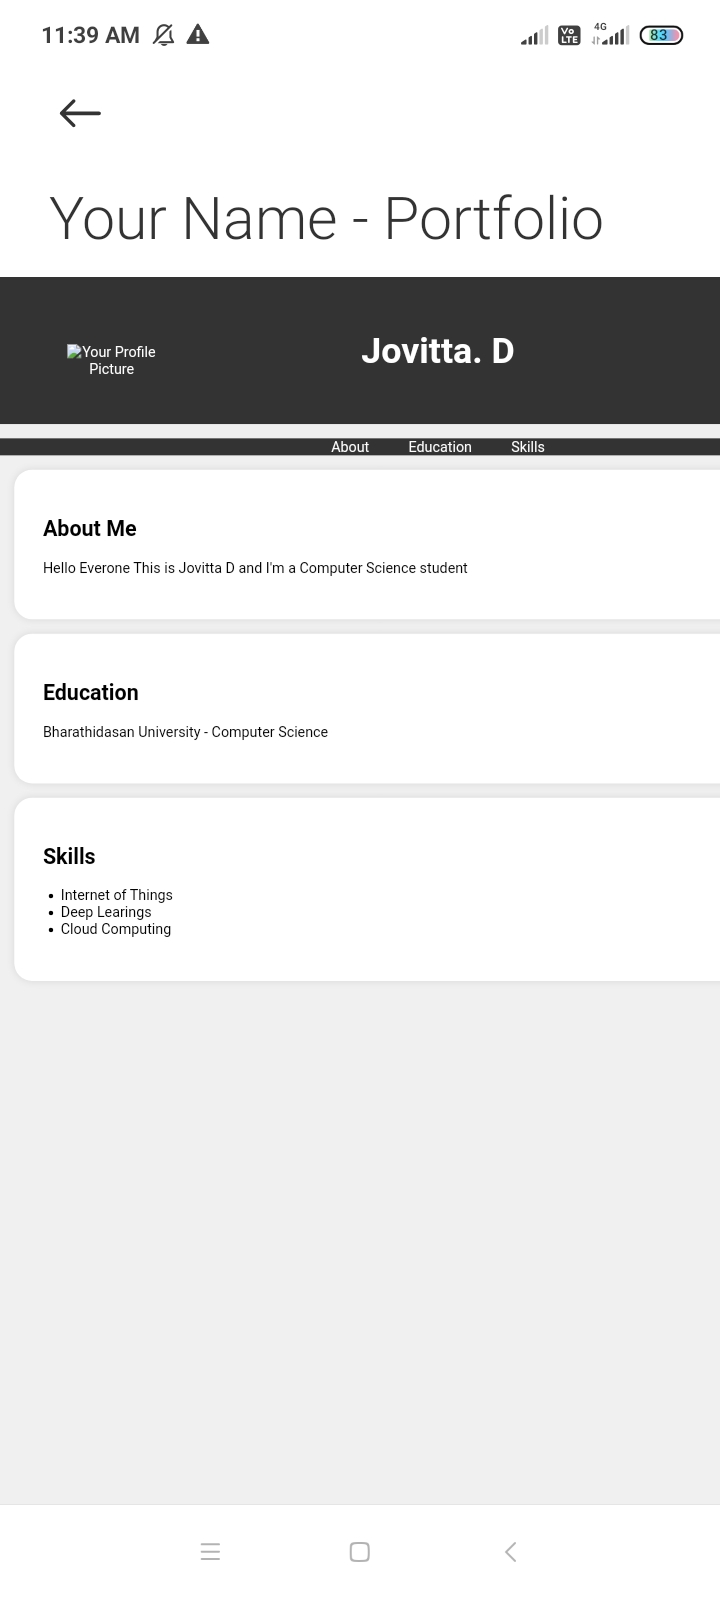 11:39 AM
Vo LTE
4G
83
Your Name - Portfolio
Your Profile
Picture
Jovitta. D
About Education Skills
About Me
Hello Everone This is Jovitta D and I'm a Computer Science student
Education
Bharathidasan University - Computer Science
Skills
• Internet of Things
• Deep Learings
• Cloud Computing